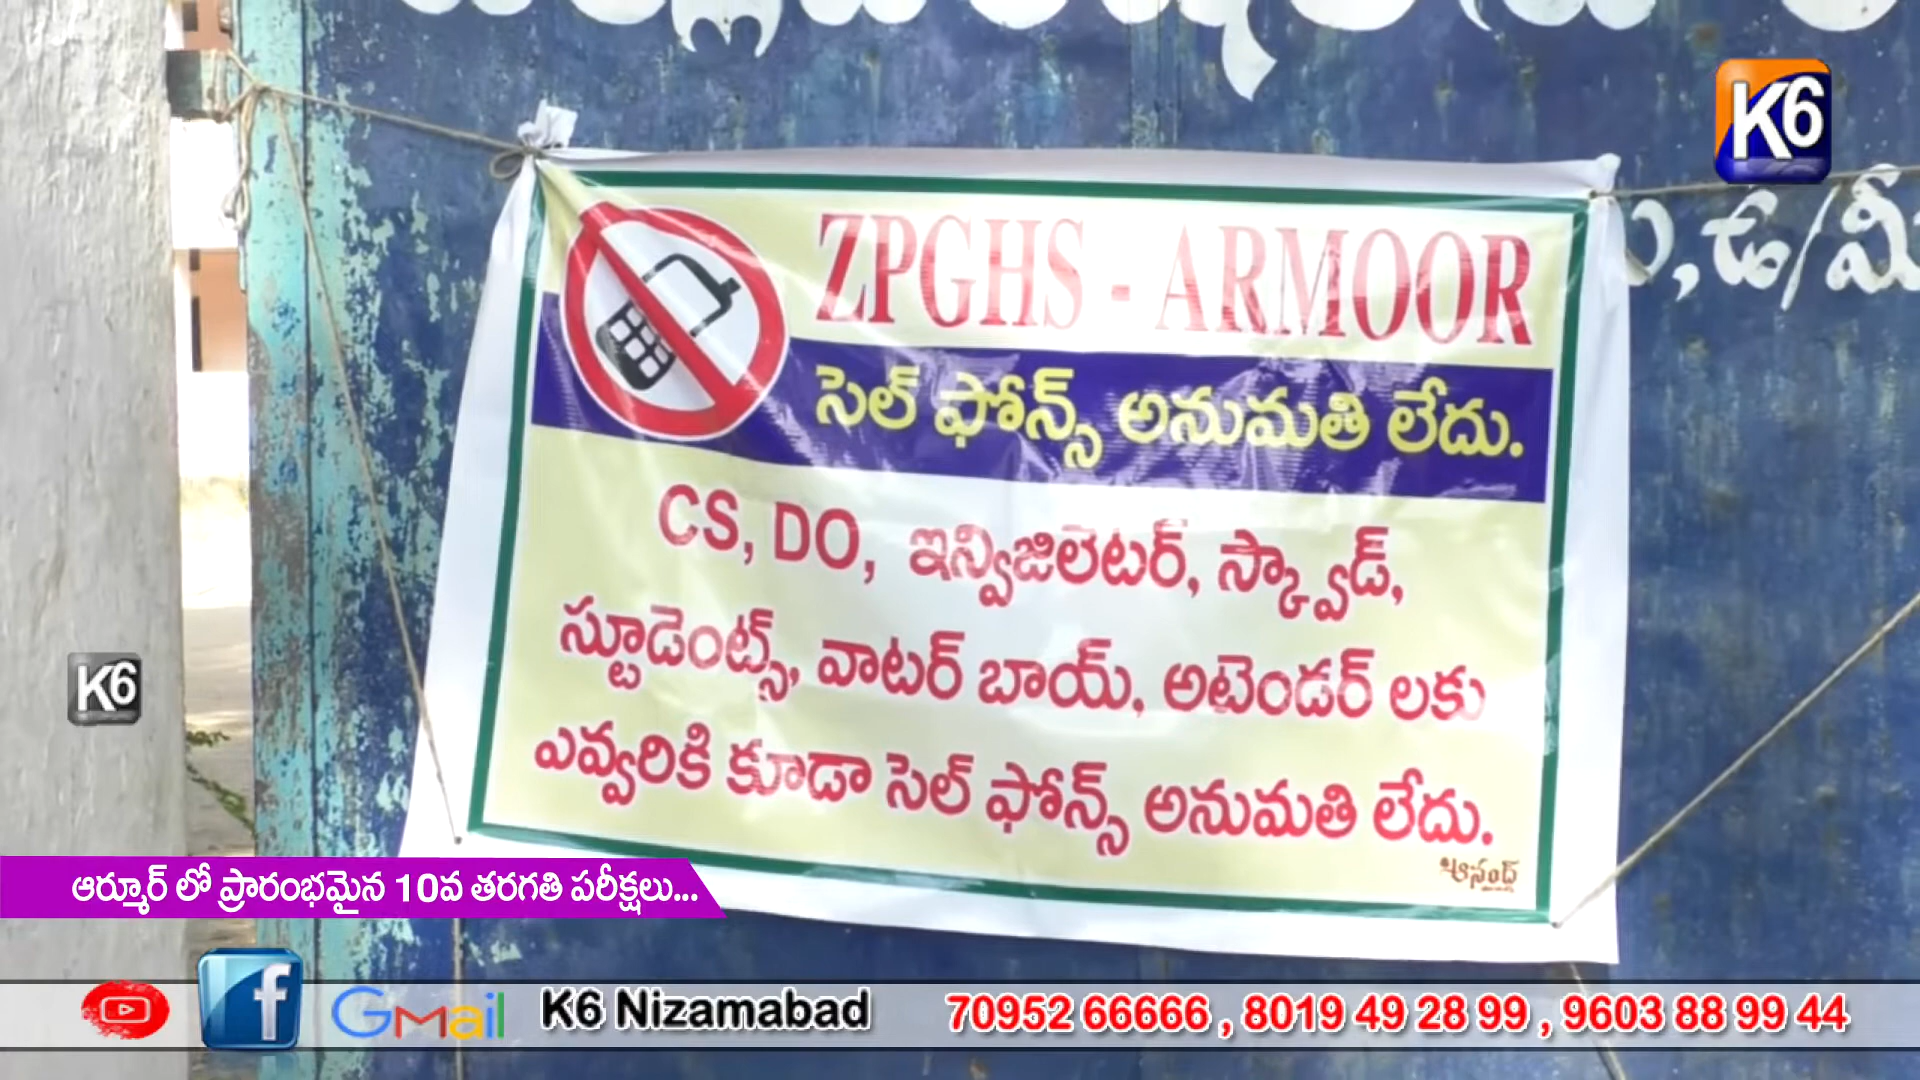 K6
ZPGHS - ARMOOR
సెల్ ఫోన్స్ అనుమతి లేదు.
CS, DO, ఇన్విజిలెటర్, స్క్వాడ్,
స్టూడెంట్స్, వాటర్ బాయ్, అటెండర్ లకు
ఎవ్వరికి కూడా సెల్ ఫోన్స్ అనుమతి లేదు.
ఆనంద్
K6
ఆర్మూర్ లో ప్రారంభమైన 10వ తరగతి పరీక్షలు...
f Gmail K6 Nizamabad 70952 66666 , 8019 49 28 99 , 9603 88 99 44